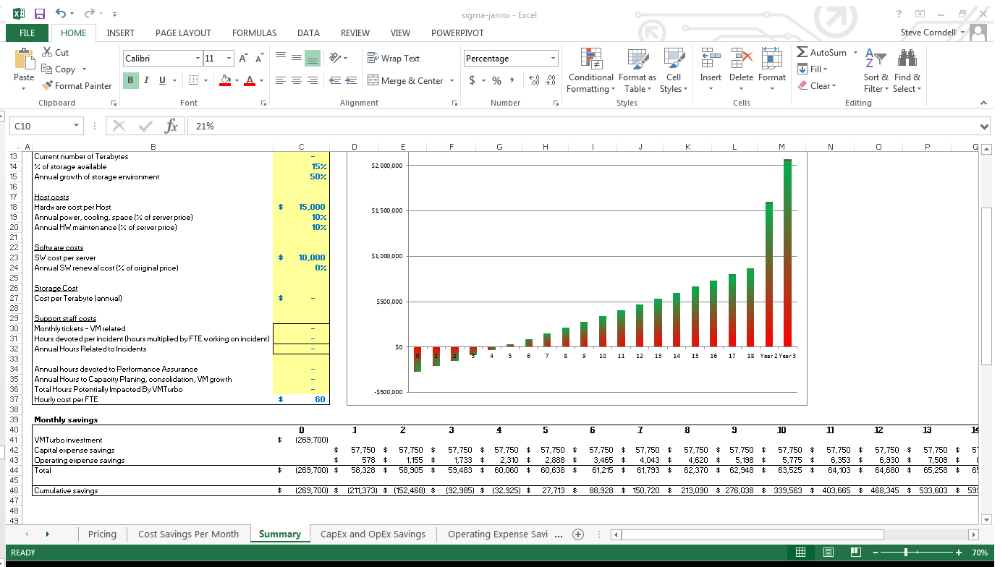 sigma-janroi - Excel
FILE HOME INSERT PAGE LAYOUT FORMULAS DATA REVIEW VIEW POWERPIVOT Steve Corndell
Paste Cut Copy Format Painter
Clipboard
Calibri 11
B I U
Font
Wrap Text
Merge & Center
Alignment
Percentage
$ % ,
Number
Conditional Formatting
Format as Table
Cell Styles
Styles
Insert Delete Format
Cells
AutoSum
Fill
Clear
Sort & Filter
Find & Select
Editing
C10 fx 21%
A B C D E F G H I J K L M N O P Q
13 Current number of Terabytes -
14 % of storage available 15%
15 Annual growth of storage environment 50%
16
17 Host costs
18 Hardware cost per Host $ 15,000
19 Annual power, cooling, space (% of server price) 10%
20 Annual HW maintenance (% of server price) 10%
21
22 Software costs
23 SW cost per server $ 10,000
24 Annual SW renewal cost (% of original price) 0%
25
26 Storage Cost
27 Cost per Terabyte (annual) $ -
28
29 Support staff costs
30 Monthly tickets - VM related -
31 Hours devoted per incident (hours multiplied by FTE working on incident) -
32 Annual Hours Related to Incidents -
33
34 Annual hours devoted to Performance Assurance -
35 Annual Hours to Capacity Planing, consolidation, VM growth -
36 Total Hours Potentially Impacted By VMTurbo -
37 Hourly cost per FTE $ 60
$2,000,000
$1,500,000
$1,000,000
$500,000
$0
0 1 2 3 4 5 6 7 8 9 10 11 12 13 14 15 16 17 18 Year 2 Year 3
-$500,000
38
39 Monthly savings
40 0 1 2 3 4 5 6 7 8 9 10 11 12 13 14
41 VMTurbo investment $ (269,700)
42 Capital expense savings $ 57,750 $ 57,750 $ 57,750 $ 57,750 $ 57,750 $ 57,750 $ 57,750 $ 57,750 $ 57,750 $ 57,750 $ 57,750 $ 57,750 $ 57,750 $
43 Operating expense savings $ 578 $ 1,155 $ 1,733 $ 2,310 $ 2,888 $ 3,465 $ 4,043 $ 4,620 $ 5,198 $ 5,775 $ 6,353 $ 6,930 $ 7,508 $
44 Total $ (269,700) $ 58,328 $ 58,905 $ 59,483 $ 60,060 $ 60,638 $ 61,215 $ 61,793 $ 62,370 $ 62,948 $ 63,525 $ 64,103 $ 64,680 $ 65,258 $
45
46 Cumulative savings $ (269,700) $ (211,373) $ (152,468) $ (92,985) $ (32,925) $ 27,713 $ 88,928 $ 150,720 $ 213,090 $ 276,038 $ 339,563 $ 403,665 $ 468,345 $ 533,603 $
47
48
49
Pricing Cost Savings Per Month Summary CapEx and OpEx Savings Operating Expense Savi ...
READY 70%